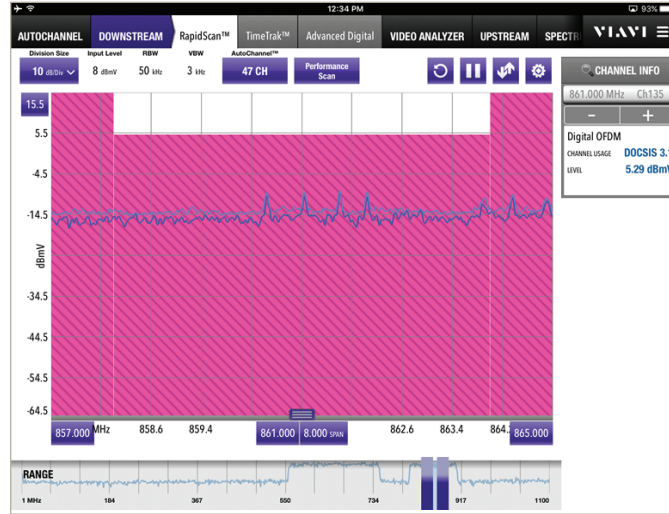 12:34 PM 93%
AUTOCHANNEL DOWNSTREAM RapidScan™ TimeTrak™ Advanced Digital VIDEO ANALYZER UPSTREAM SPECTR VIAVI
Division Size Input Level RBW VBW AutoChannel™
10 dB/Div 8 dBmV 50 kHz 3 kHz 47 CH Performance Scan
CHANNEL INFO
861.000 MHz Ch135
- +
Digital OFDM
CHANNEL USAGE DOCSIS 3.1
LEVEL 5.29 dBmV
15.5
5.5
-4.5
-14.5
dBmV
-34.5
-44.5
-54.5
-64.5
857.000 MHz 858.6 859.4 861.000 8.000 SPAN 862.6 863.4 864. 865.000
RANGE
1 MHz 184 367 550 734 917 1100